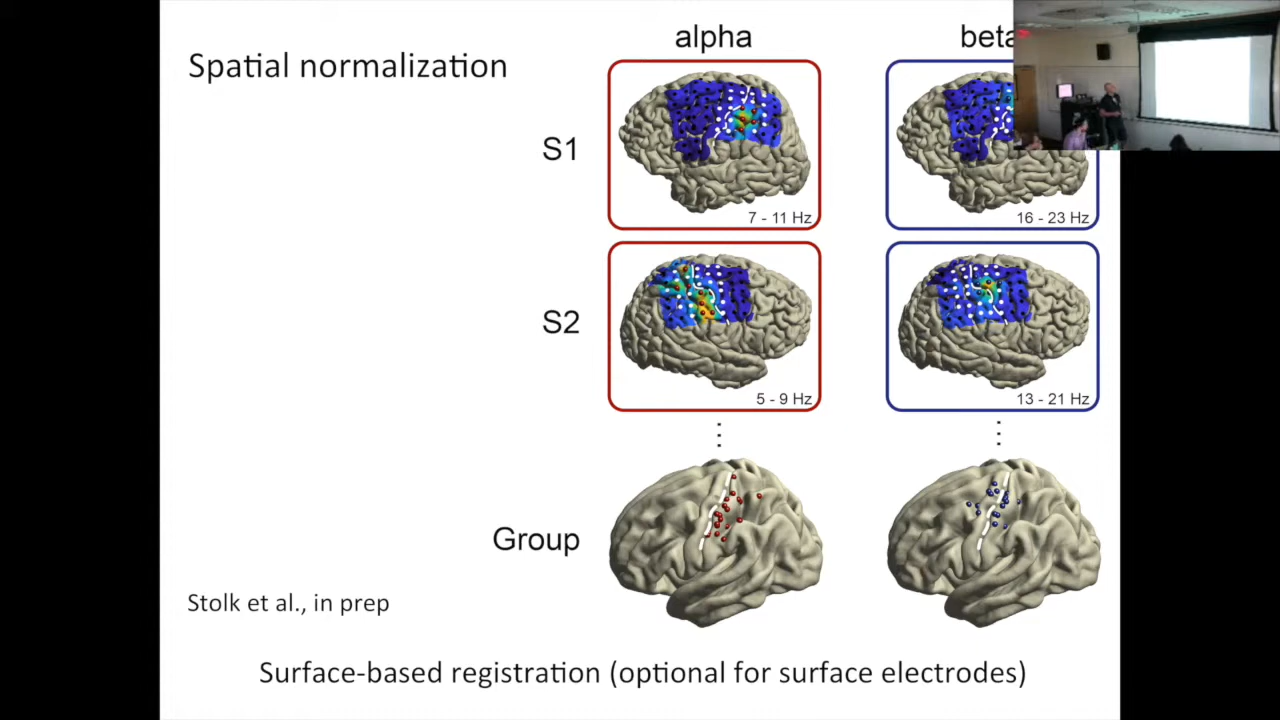 Spatial normalization
alpha
beta
S1
7 - 11 Hz
16 - 23 Hz
S2
5 - 9 Hz
13 - 21 Hz
Group
Stolk et al., in prep
Surface-based registration (optional for surface electrodes)